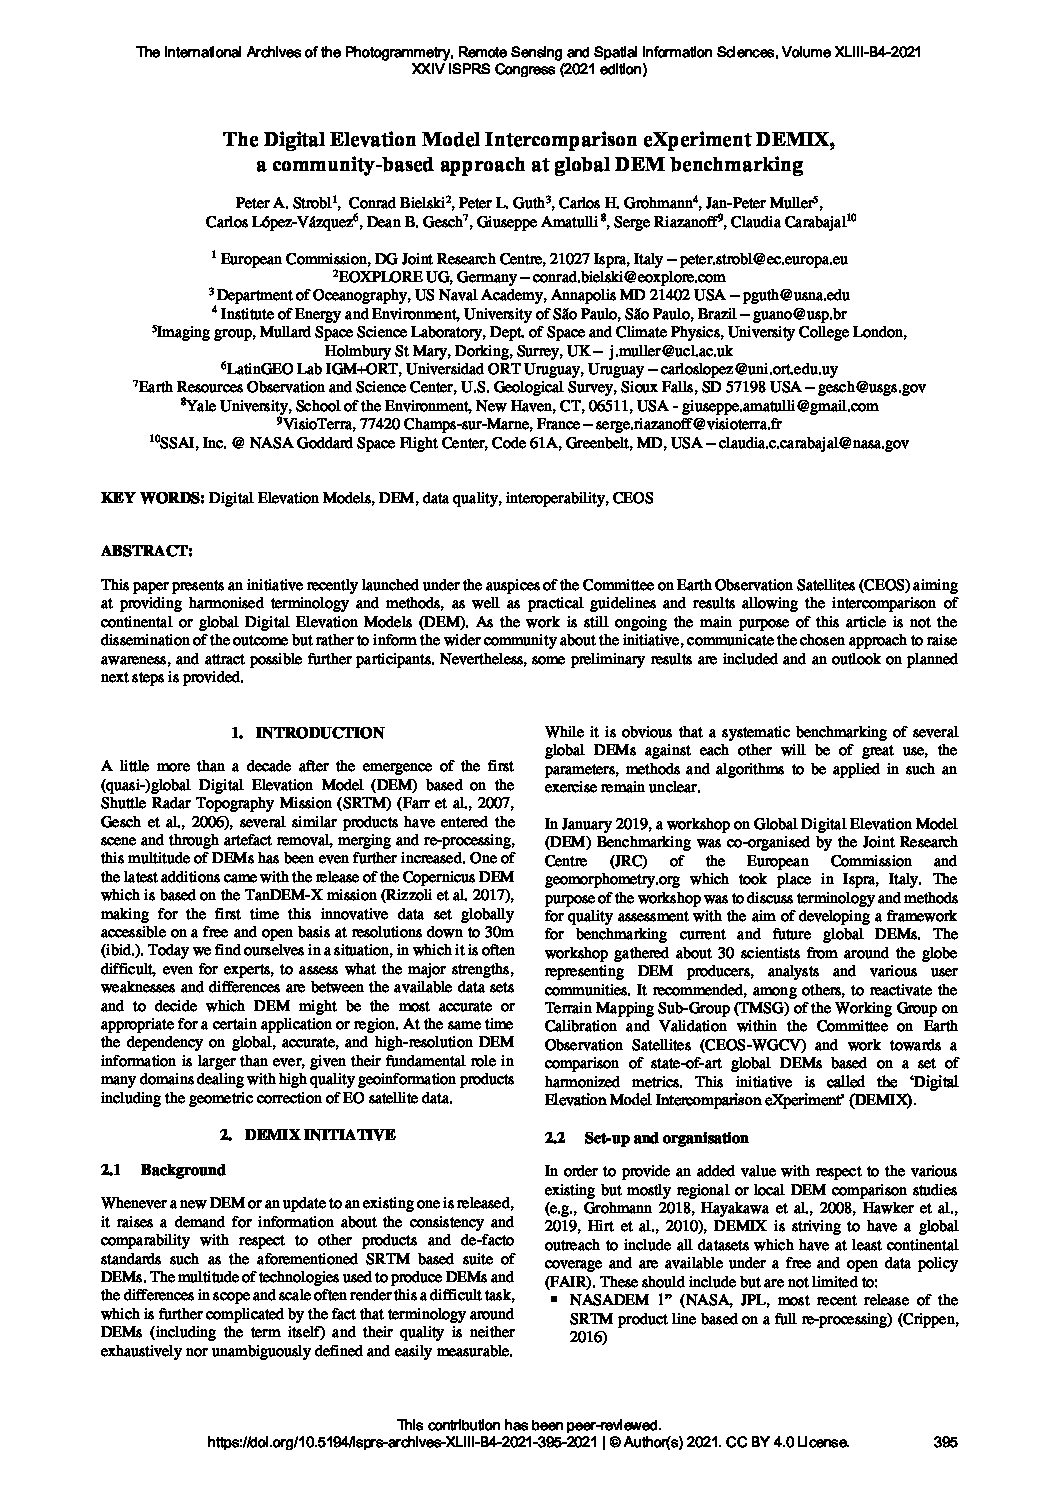 The International Archives of the Photogrammetry, Remote Sensing and Spatial Information Sciences, Volume XLIII-B4-2021
XXIV ISPRS Congress (2021 edition)
The Digital Elevation Model Intercomparison eXperiment DEMIX,
a community-based approach at global DEM benchmarking
Peter A. Strobl1, Conrad Bielski2, Peter L. Guth3, Carlos H. Grohmann4, Jan-Peter Muller5,
Carlos López-Vázquez6, Dean B. Gesch7, Giuseppe Amatulli 8, Serge Riazanoff9, Claudia Carabajal10
1 European Commission, DG Joint Research Centre, 21027 Ispra, Italy – peter.strobl@ec.europa.eu
2EOXPLORE UG, Germany – conrad.bielski@eoxplore.com
3 Department of Oceanography, US Naval Academy, Annapolis MD 21402 USA – pguth@usna.edu
4 Institute of Energy and Environment, University of São Paulo, São Paulo, Brazil – guano@usp.br
5Imaging group, Mullard Space Science Laboratory, Dept. of Space and Climate Physics, University College London,
Holmbury St Mary, Dorking, Surrey, UK – j.muller@ucl.ac.uk
6LatinGEO Lab IGM+ORT, Universidad ORT Uruguay, Uruguay – carloslopez@uni.ort.edu.uy
7Earth Resources Observation and Science Center, U.S. Geological Survey, Sioux Falls, SD 57198 USA – gesch@usgs.gov
8Yale University, School of the Environment, New Haven, CT, 06511, USA - giuseppe.amatulli@gmail.com
9VisioTerra, 77420 Champs-sur-Marne, France – serge.riazanoff@visioterra.fr
10SSAI, Inc. @ NASA Goddard Space Flight Center, Code 61A, Greenbelt, MD, USA – claudia.c.carabajal@nasa.gov
KEY WORDS: Digital Elevation Models, DEM, data quality, interoperability, CEOS
ABSTRACT:
This paper presents an initiative recently launched under the auspices of the Committee on Earth Observation Satellites (CEOS) aiming
at providing harmonised terminology and methods, as well as practical guidelines and results allowing the intercomparison of
continental or global Digital Elevation Models (DEM). As the work is still ongoing the main purpose of this article is not the
dissemination of the outcome but rather to inform the wider community about the initiative, communicate the chosen approach to raise
awareness, and attract possible further participants. Nevertheless, some preliminary results are included and an outlook on planned
next steps is provided.
1. INTRODUCTION
A little more than a decade after the emergence of the first
(quasi-)global Digital Elevation Model (DEM) based on the
Shuttle Radar Topography Mission (SRTM) (Farr et al., 2007,
Gesch et al., 2006), several similar products have entered the
scene and through artefact removal, merging and re-processing,
this multitude of DEMs has been even further increased. One of
the latest additions came with the release of the Copernicus DEM
which is based on the TanDEM-X mission (Rizzoli et al. 2017),
making for the first time this innovative data set globally
accessible on a free and open basis at resolutions down to 30m
(ibid.). Today we find ourselves in a situation, in which it is often
difficult, even for experts, to assess what the major strengths,
weaknesses and differences are between the available data sets
and to decide which DEM might be the most accurate or
appropriate for a certain application or region. At the same time
the dependency on global, accurate, and high-resolution DEM
information is larger than ever, given their fundamental role in
many domains dealing with high quality geoinformation products
including the geometric correction of EO satellite data.
2. DEMIX INITIATIVE
2.1 Background
Whenever a new DEM or an update to an existing one is released,
it raises a demand for information about the consistency and
comparability with respect to other products and de-facto
standards such as the aforementioned SRTM based suite of
DEMs. The multitude of technologies used to produce DEMs and
the differences in scope and scale often render this a difficult task,
which is further complicated by the fact that terminology around
DEMs (including the term itself) and their quality is neither
exhaustively nor unambiguously defined and easily measurable.
While it is obvious that a systematic benchmarking of several
global DEMs against each other will be of great use, the
parameters, methods and algorithms to be applied in such an
exercise remain unclear.
In January 2019, a workshop on Global Digital Elevation Model
(DEM) Benchmarking was co-organised by the Joint Research
Centre (JRC) of the European Commission and
geomorphometry.org which took place in Ispra, Italy. The
purpose of the workshop was to discuss terminology and methods
for quality assessment with the aim of developing a framework
for benchmarking current and future global DEMs. The
workshop gathered about 30 scientists from around the globe
representing DEM producers, analysts and various user
communities. It recommended, among others, to reactivate the
Terrain Mapping Sub-Group (TMSG) of the Working Group on
Calibration and Validation within the Committee on Earth
Observation Satellites (CEOS-WGCV) and work towards a
comparison of state-of-art global DEMs based on a set of
harmonized metrics. This initiative is called the ‘Digital
Elevation Model Intercomparison eXperiment’ (DEMIX).
2.2 Set-up and organisation
In order to provide an added value with respect to the various
existing but mostly regional or local DEM comparison studies
(e.g., Grohmann 2018, Hayakawa et al., 2008, Hawker et al.,
2019, Hirt et al., 2010), DEMIX is striving to have a global
outreach to include all datasets which have at least continental
coverage and are available under a free and open data policy
(FAIR). These should include but are not limited to:
▪ NASADEM 1” (NASA, JPL, most recent release of the
SRTM product line based on a full re-processing) (Crippen,
2016)
This contribution has been peer-reviewed.
https://doi.org/10.5194/isprs-archives-XLIII-B4-2021-395-2021 | © Author(s) 2021. CC BY 4.0 License.
395